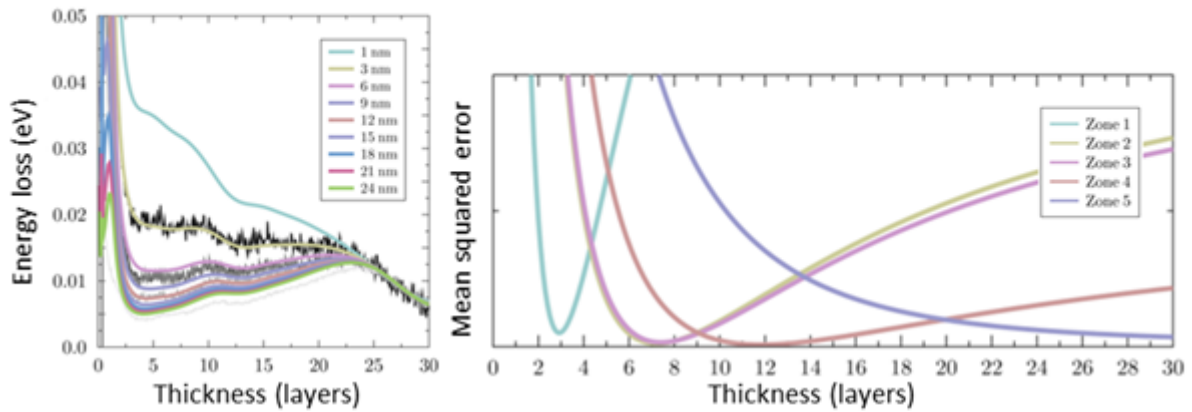 Energy loss (eV)
0.05
0.04
0.03
0.02
0.01
0.0
1 nm
3 nm
6 nm
9 nm
12 nm
15 nm
18 nm
21 nm
24 nm
0 5 10 15 20 25 30
Thickness (layers)
Mean squared error
Zone 1
Zone 2
Zone 3
Zone 4
Zone 5
0 2 4 6 8 10 12 14 16 18 20 22 24 26 28 30
Thickness (layers)